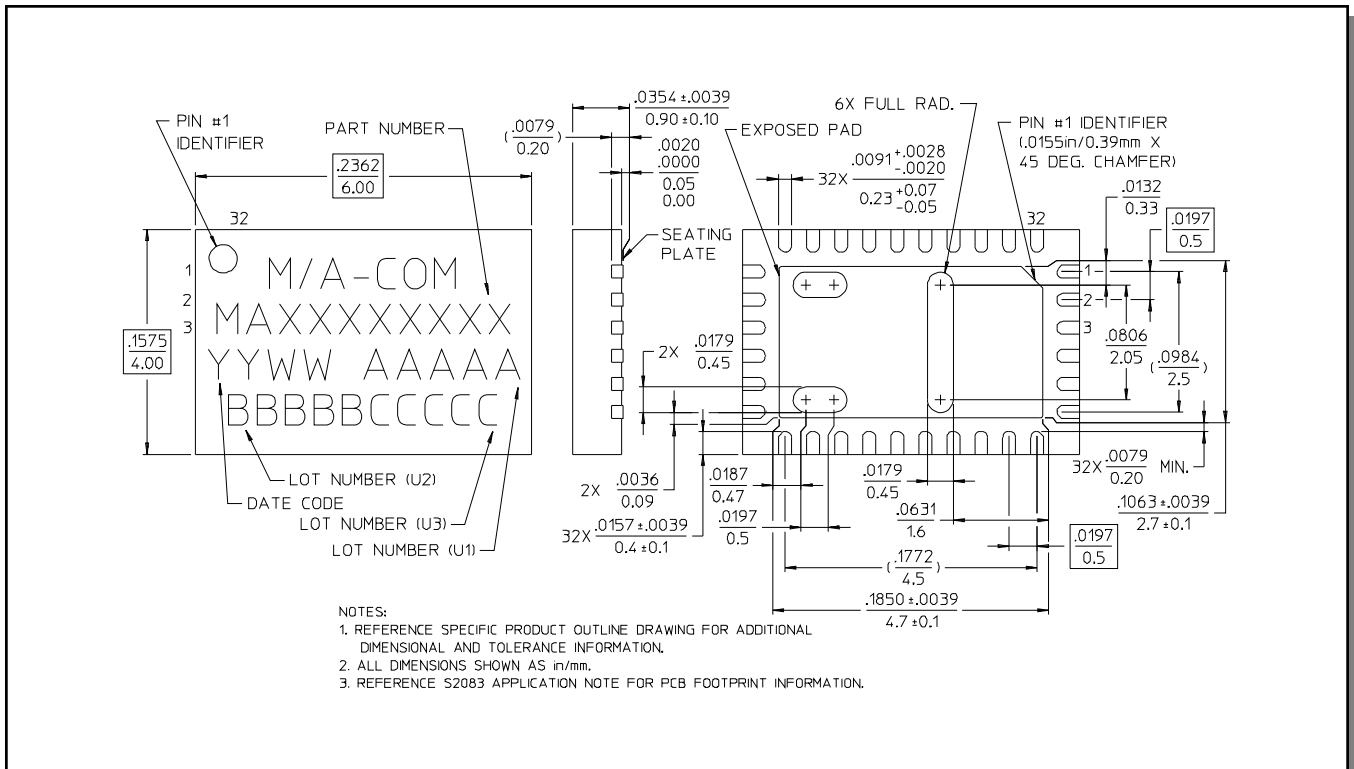 PIN #1
IDENTIFIER
PART NUMBER
.2362
6.00
32
1
2
3
.1575
4.00
M/A-COM
MAXXXXXXXXX
YYWW AAAAA
BBBBBCCCCC
LOT NUMBER (U2)
DATE CODE
LOT NUMBER (U3)
LOT NUMBER (U1)
.0354 ±.0039
0.90 ±0.10
(.0079
0.20)
.0020
.0000
0.05
0.00
SEATING
PLATE
EXPOSED PAD
6X FULL RAD.
PIN #1 IDENTIFIER
(.0155in/0.39mm X
45 DEG. CHAMFER)
32X .0091 +.0028
-.0020
0.23 +0.07
-0.05
32
.0132
0.33
.0197
0.5
1
2
3
.0806
2.05
(.0984
2.5)
2X .0179
0.45
2X .0036
0.09
32X .0157 ±.0039
0.4 ±0.1
.0187
0.47
.0197
0.5
.0179
0.45
.0631
1.6
32X .0079 MIN.
0.20
.1063 ±.0039
2.7 ±0.1
.0197
0.5
(.1772
4.5)
.1850 ±.0039
4.7 ±0.1
NOTES:
1. REFERENCE SPECIFIC PRODUCT OUTLINE DRAWING FOR ADDITIONAL
DIMENSIONAL AND TOLERANCE INFORMATION.
2. ALL DIMENSIONS SHOWN AS in/mm.
3. REFERENCE S2083 APPLICATION NOTE FOR PCB FOOTPRINT INFORMATION.